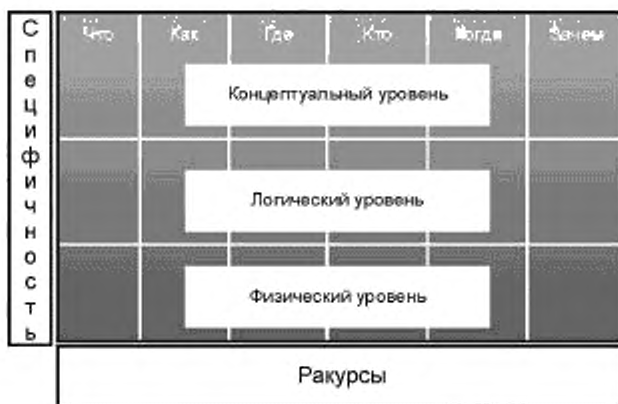 Специфичность
Что Как Где Кто Когда Зачем
Концептуальный уровень
Логический уровень
Физический уровень
Ракурсы